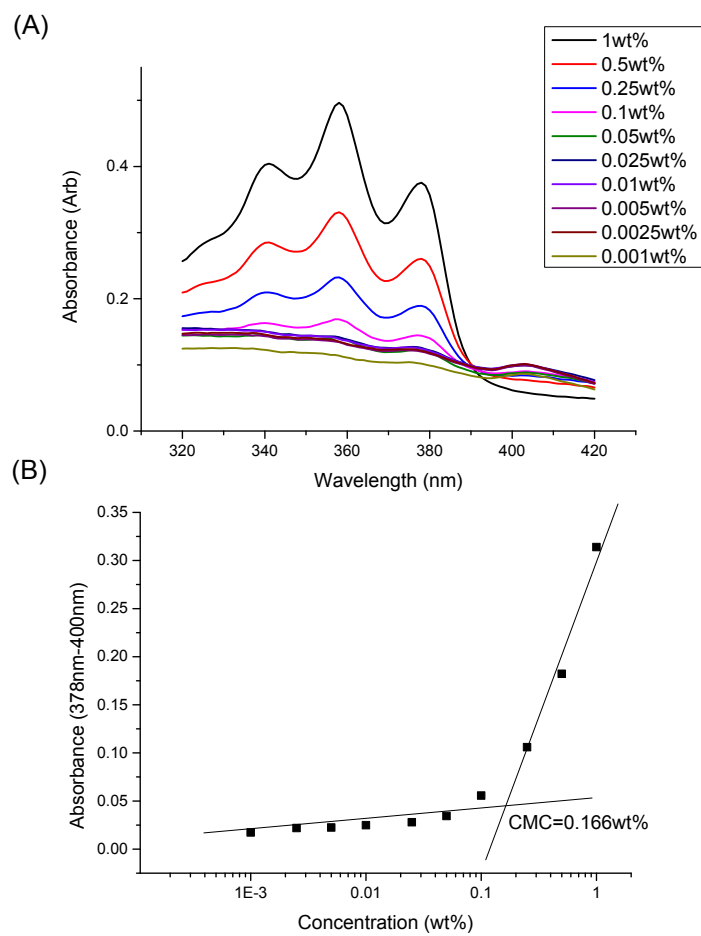 (A)
1wt%
0.5wt%
0.25wt%
0.1wt%
0.05wt%
0.025wt%
0.01wt%
0.005wt%
0.0025wt%
0.001wt%
Absorbance (Arb)
0.4
0.2
0.0
320 340 360 380 400 420
Wavelength (nm)
(B)
Absorbance (378nm-400nm)
0.35
0.30
0.25
0.20
0.15
0.10
0.05
0.00
CMC=0.166wt%
1E-3 0.01 0.1 1
Concentration (wt%)